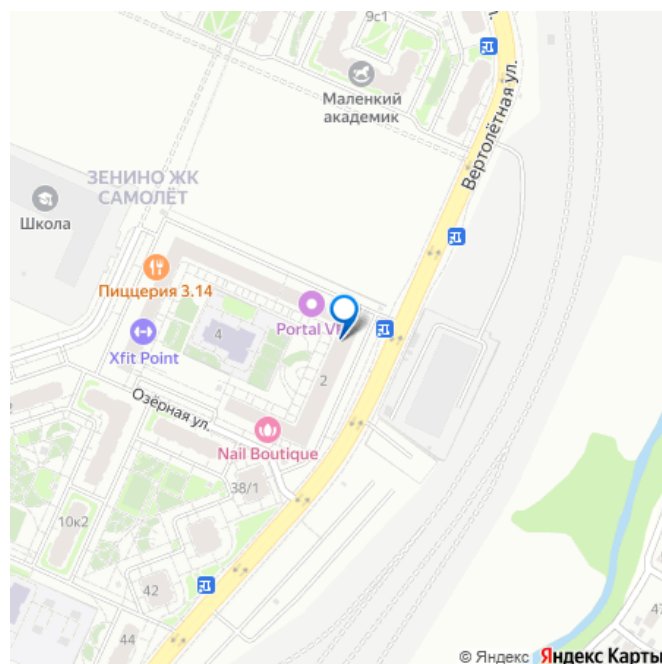 9с1
Маленкий
академик
Вертолётная ул.
ЗЕНИНО ЖК
САМОЛЁТ
Школа
Пиццерия 3.14
Portal VR
4
Xfit Point
2
Озёрная ул.
Nail Boutique
38/1
10к2
42
44
47
© Яндекс Яндекс Карты